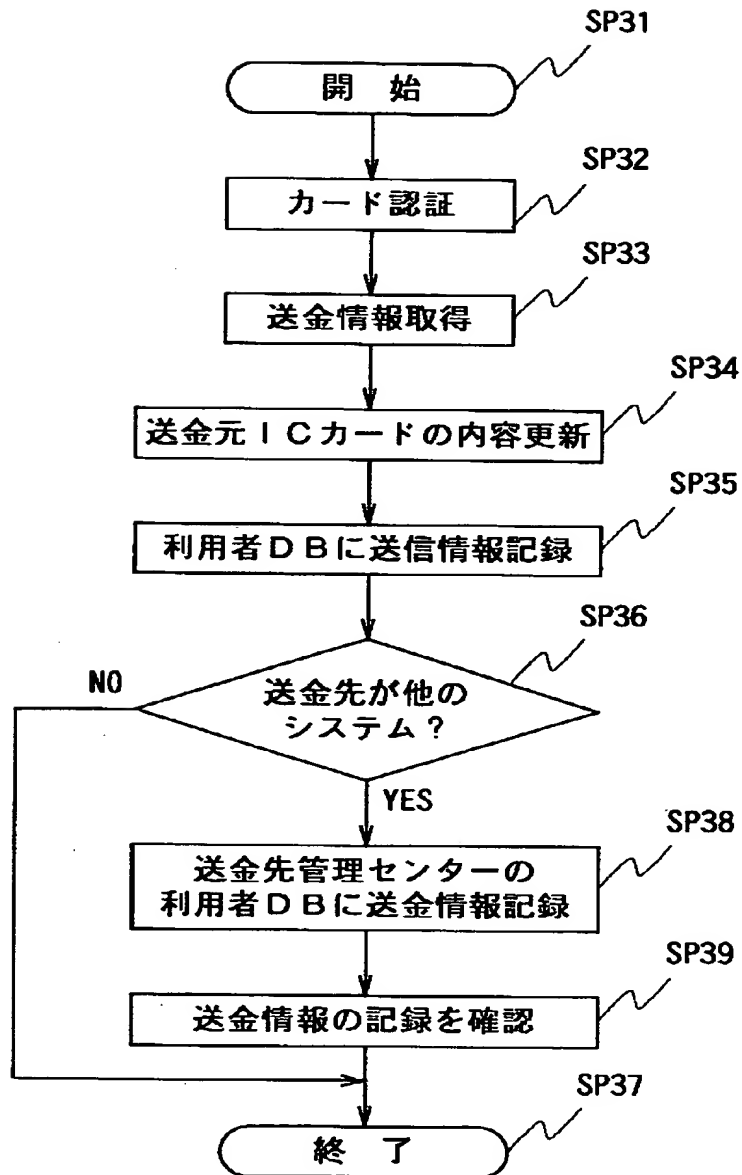 SP31
開 始
SP32
カード認証
SP33
送金情報取得
SP34
送金元ICカードの内容更新
SP35
利用者DBに送信情報記録
SP36
NO
送金先が他の
システム?
YES
SP38
送金先管理センターの
利用者DBに送金情報記録
SP39
送金情報の記録を確認
SP37
終 了